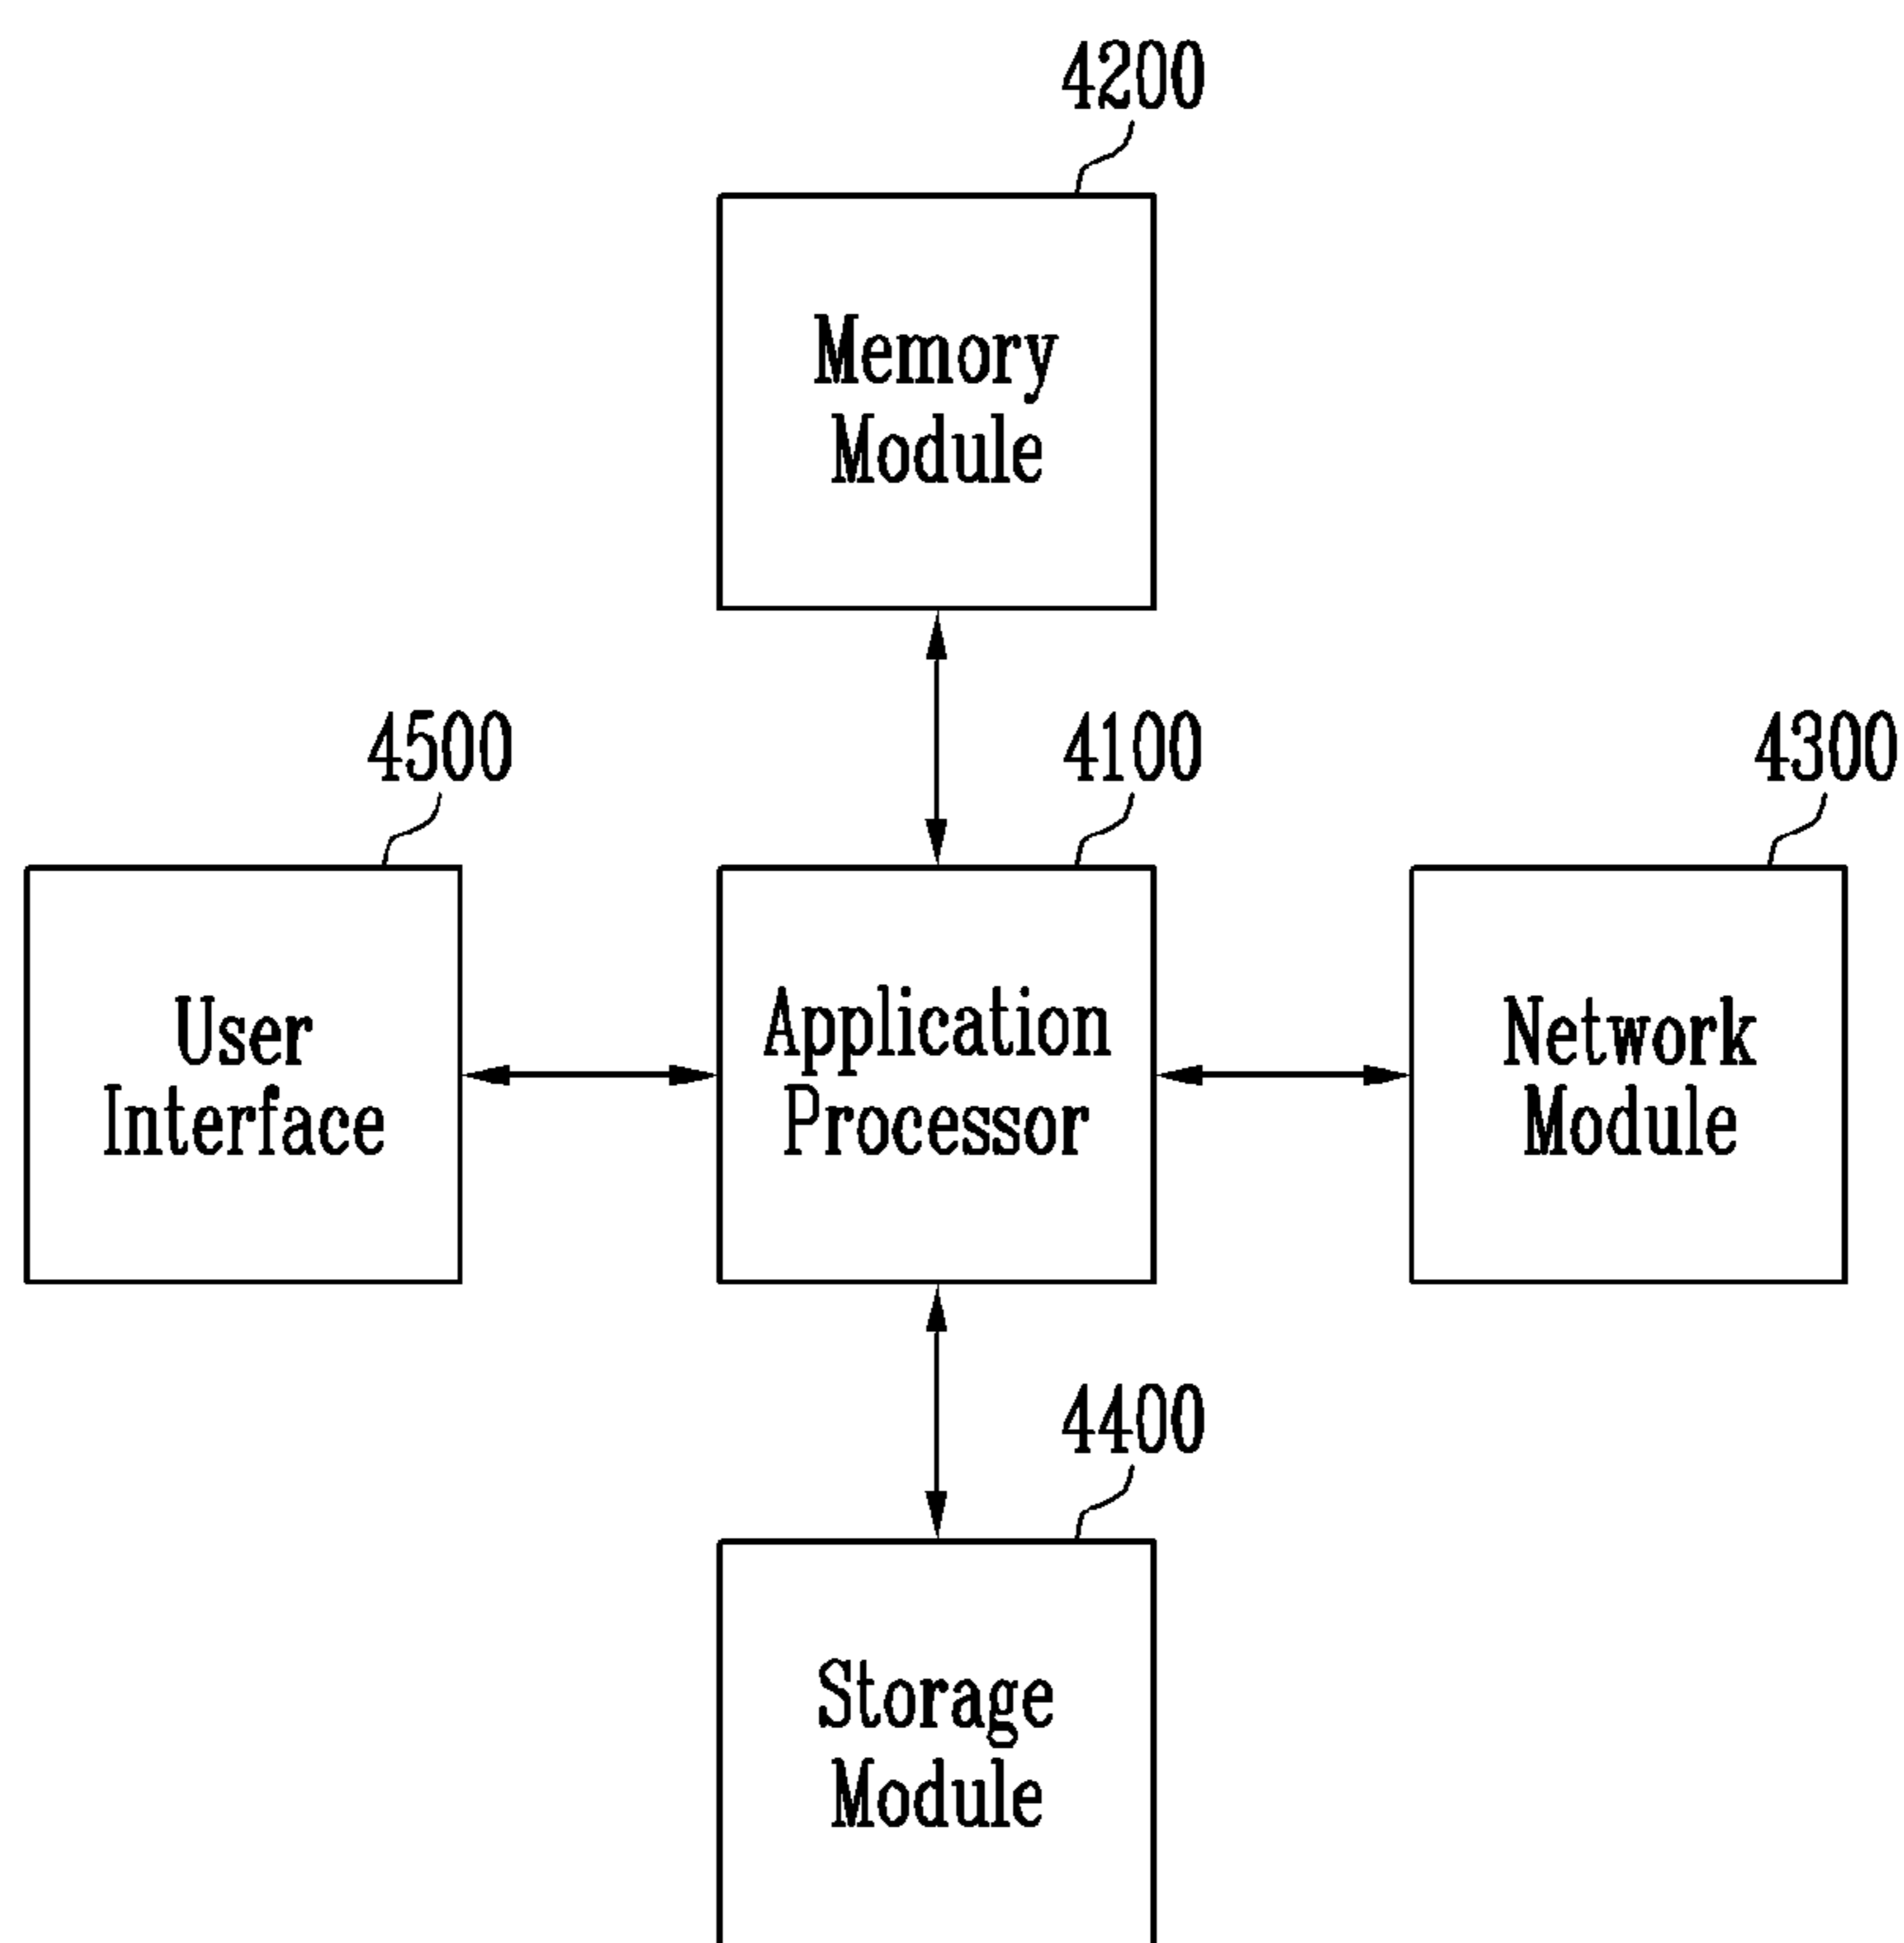 4200
Memory
Module
4500
4100
4300
User
Interface
Application
Processor
Network
Module
4400
Storage
Module